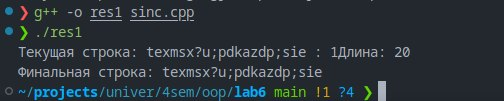 ❯ g++ -o res1 sinc.cpp
❯ ./res1
Текущая строка: texmsx?u;pdkazdp;sie : 1Длина: 20
Финальная строка: texmsx?u;pdkazdp;sie
~/projects/univer/4sem/oop/lab6 main !1 ?4 ❯